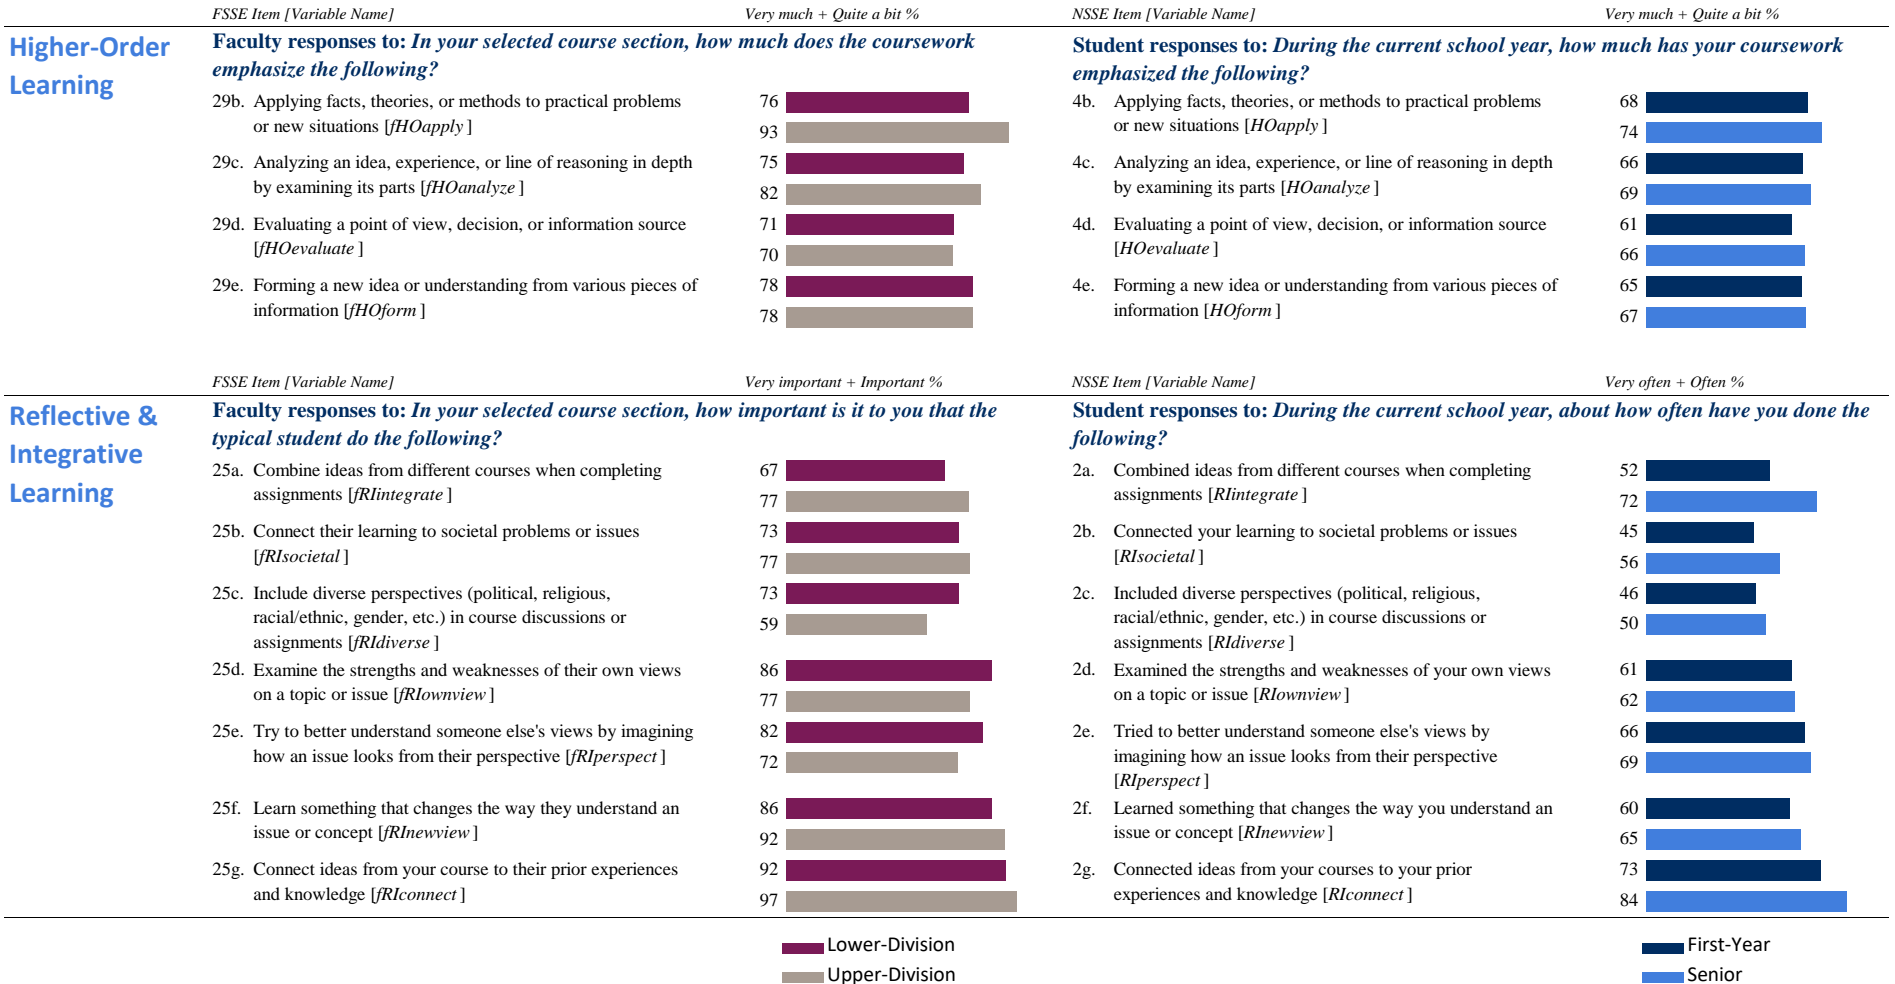 FSSE Item [Variable Name] Very much + Quite a bit % NSSE Item [Variable Name] Very much + Quite a bit %
Higher-Order
Learning
Faculty responses to: In your selected course section, how much does the coursework
emphasize the following?
29b. Applying facts, theories, or methods to practical problems 76
or new situations [fHOapply] 93
29c. Analyzing an idea, experience, or line of reasoning in depth 75
by examining its parts [fHOanalyze] 82
29d. Evaluating a point of view, decision, or information source 71
[fHOevaluate] 70
29e. Forming a new idea or understanding from various pieces of 78
information [fHOform] 78
Student responses to: During the current school year, how much has your coursework
emphasized the following?
4b. Applying facts, theories, or methods to practical problems 68
or new situations [HOapply] 74
4c. Analyzing an idea, experience, or line of reasoning in depth 66
by examining its parts [HOanalyze] 69
4d. Evaluating a point of view, decision, or information source 61
[HOevaluate] 66
4e. Forming a new idea or understanding from various pieces of 65
information [HOform] 67
FSSE Item [Variable Name] Very important + Important % NSSE Item [Variable Name] Very often + Often %
Reflective &
Integrative
Learning
Faculty responses to: In your selected course section, how important is it to you that the
typical student do the following?
25a. Combine ideas from different courses when completing 67
assignments [fRIintegrate] 77
25b. Connect their learning to societal problems or issues 73
[fRIsocietal] 77
25c. Include diverse perspectives (political, religious, 73
racial/ethnic, gender, etc.) in course discussions or 59
assignments [fRIdiverse]
25d. Examine the strengths and weaknesses of their own views 86
on a topic or issue [fRIownview] 77
25e. Try to better understand someone else's views by imagining 82
how an issue looks from their perspective [fRIperspect] 72
25f. Learn something that changes the way they understand an 86
issue or concept [fRInewview] 92
25g. Connect ideas from your course to their prior experiences 92
and knowledge [fRIconnect] 97
Student responses to: During the current school year, about how often have you done the
following?
2a. Combined ideas from different courses when completing 52
assignments [RIintegrate] 72
2b. Connected your learning to societal problems or issues 45
[RIsocietal] 56
2c. Included diverse perspectives (political, religious, 46
racial/ethnic, gender, etc.) in course discussions or 50
assignments [RIdiverse]
2d. Examined the strengths and weaknesses of your own views 61
on a topic or issue [RIownview] 62
2e. Tried to better understand someone else's views by 66
imagining how an issue looks from their perspective 69
[RIperspect]
2f. Learned something that changes the way you understand an 60
issue or concept [RInewview] 65
2g. Connected ideas from your courses to your prior 73
experiences and knowledge [RIconnect] 84
Lower-Division
Upper-Division
First-Year
Senior